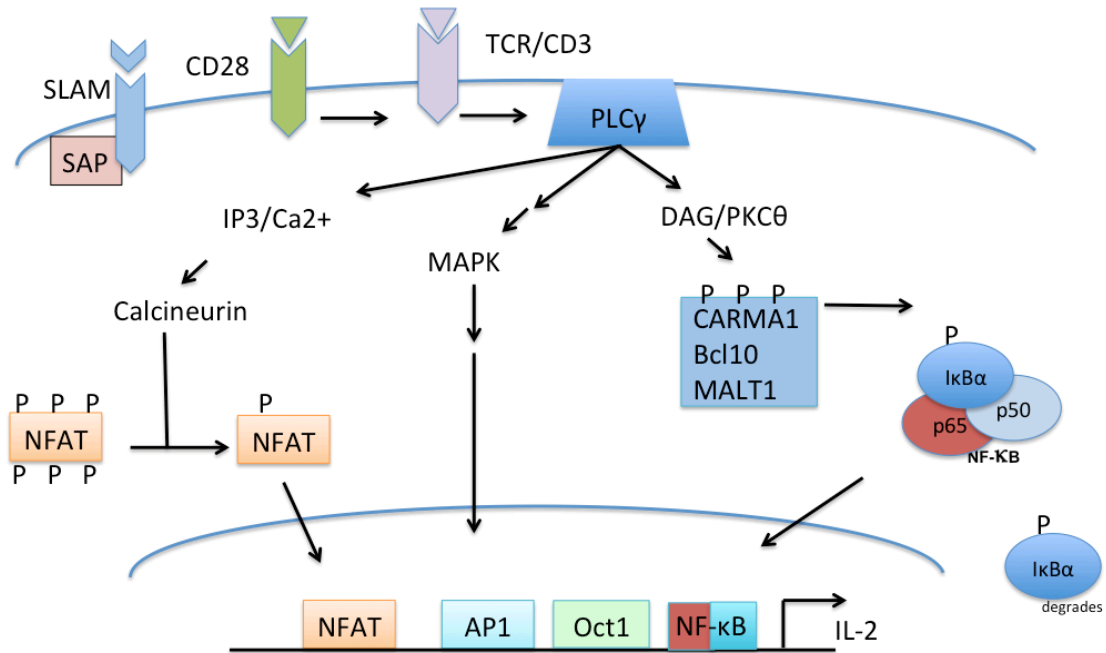 TCR/CD3
CD28
SLAM
PLCγ
SAP
IP3/Ca2+
DAG/PKCθ
MAPK
Calcineurin
P P P
CARMA1
Bcl10
MALT1
P
IκBα
p65
p50
NF-κB
P P P
NFAT
P P P
P
NFAT
P
IκBα
degrades
NFAT
AP1
Oct1
NF-κB
IL-2